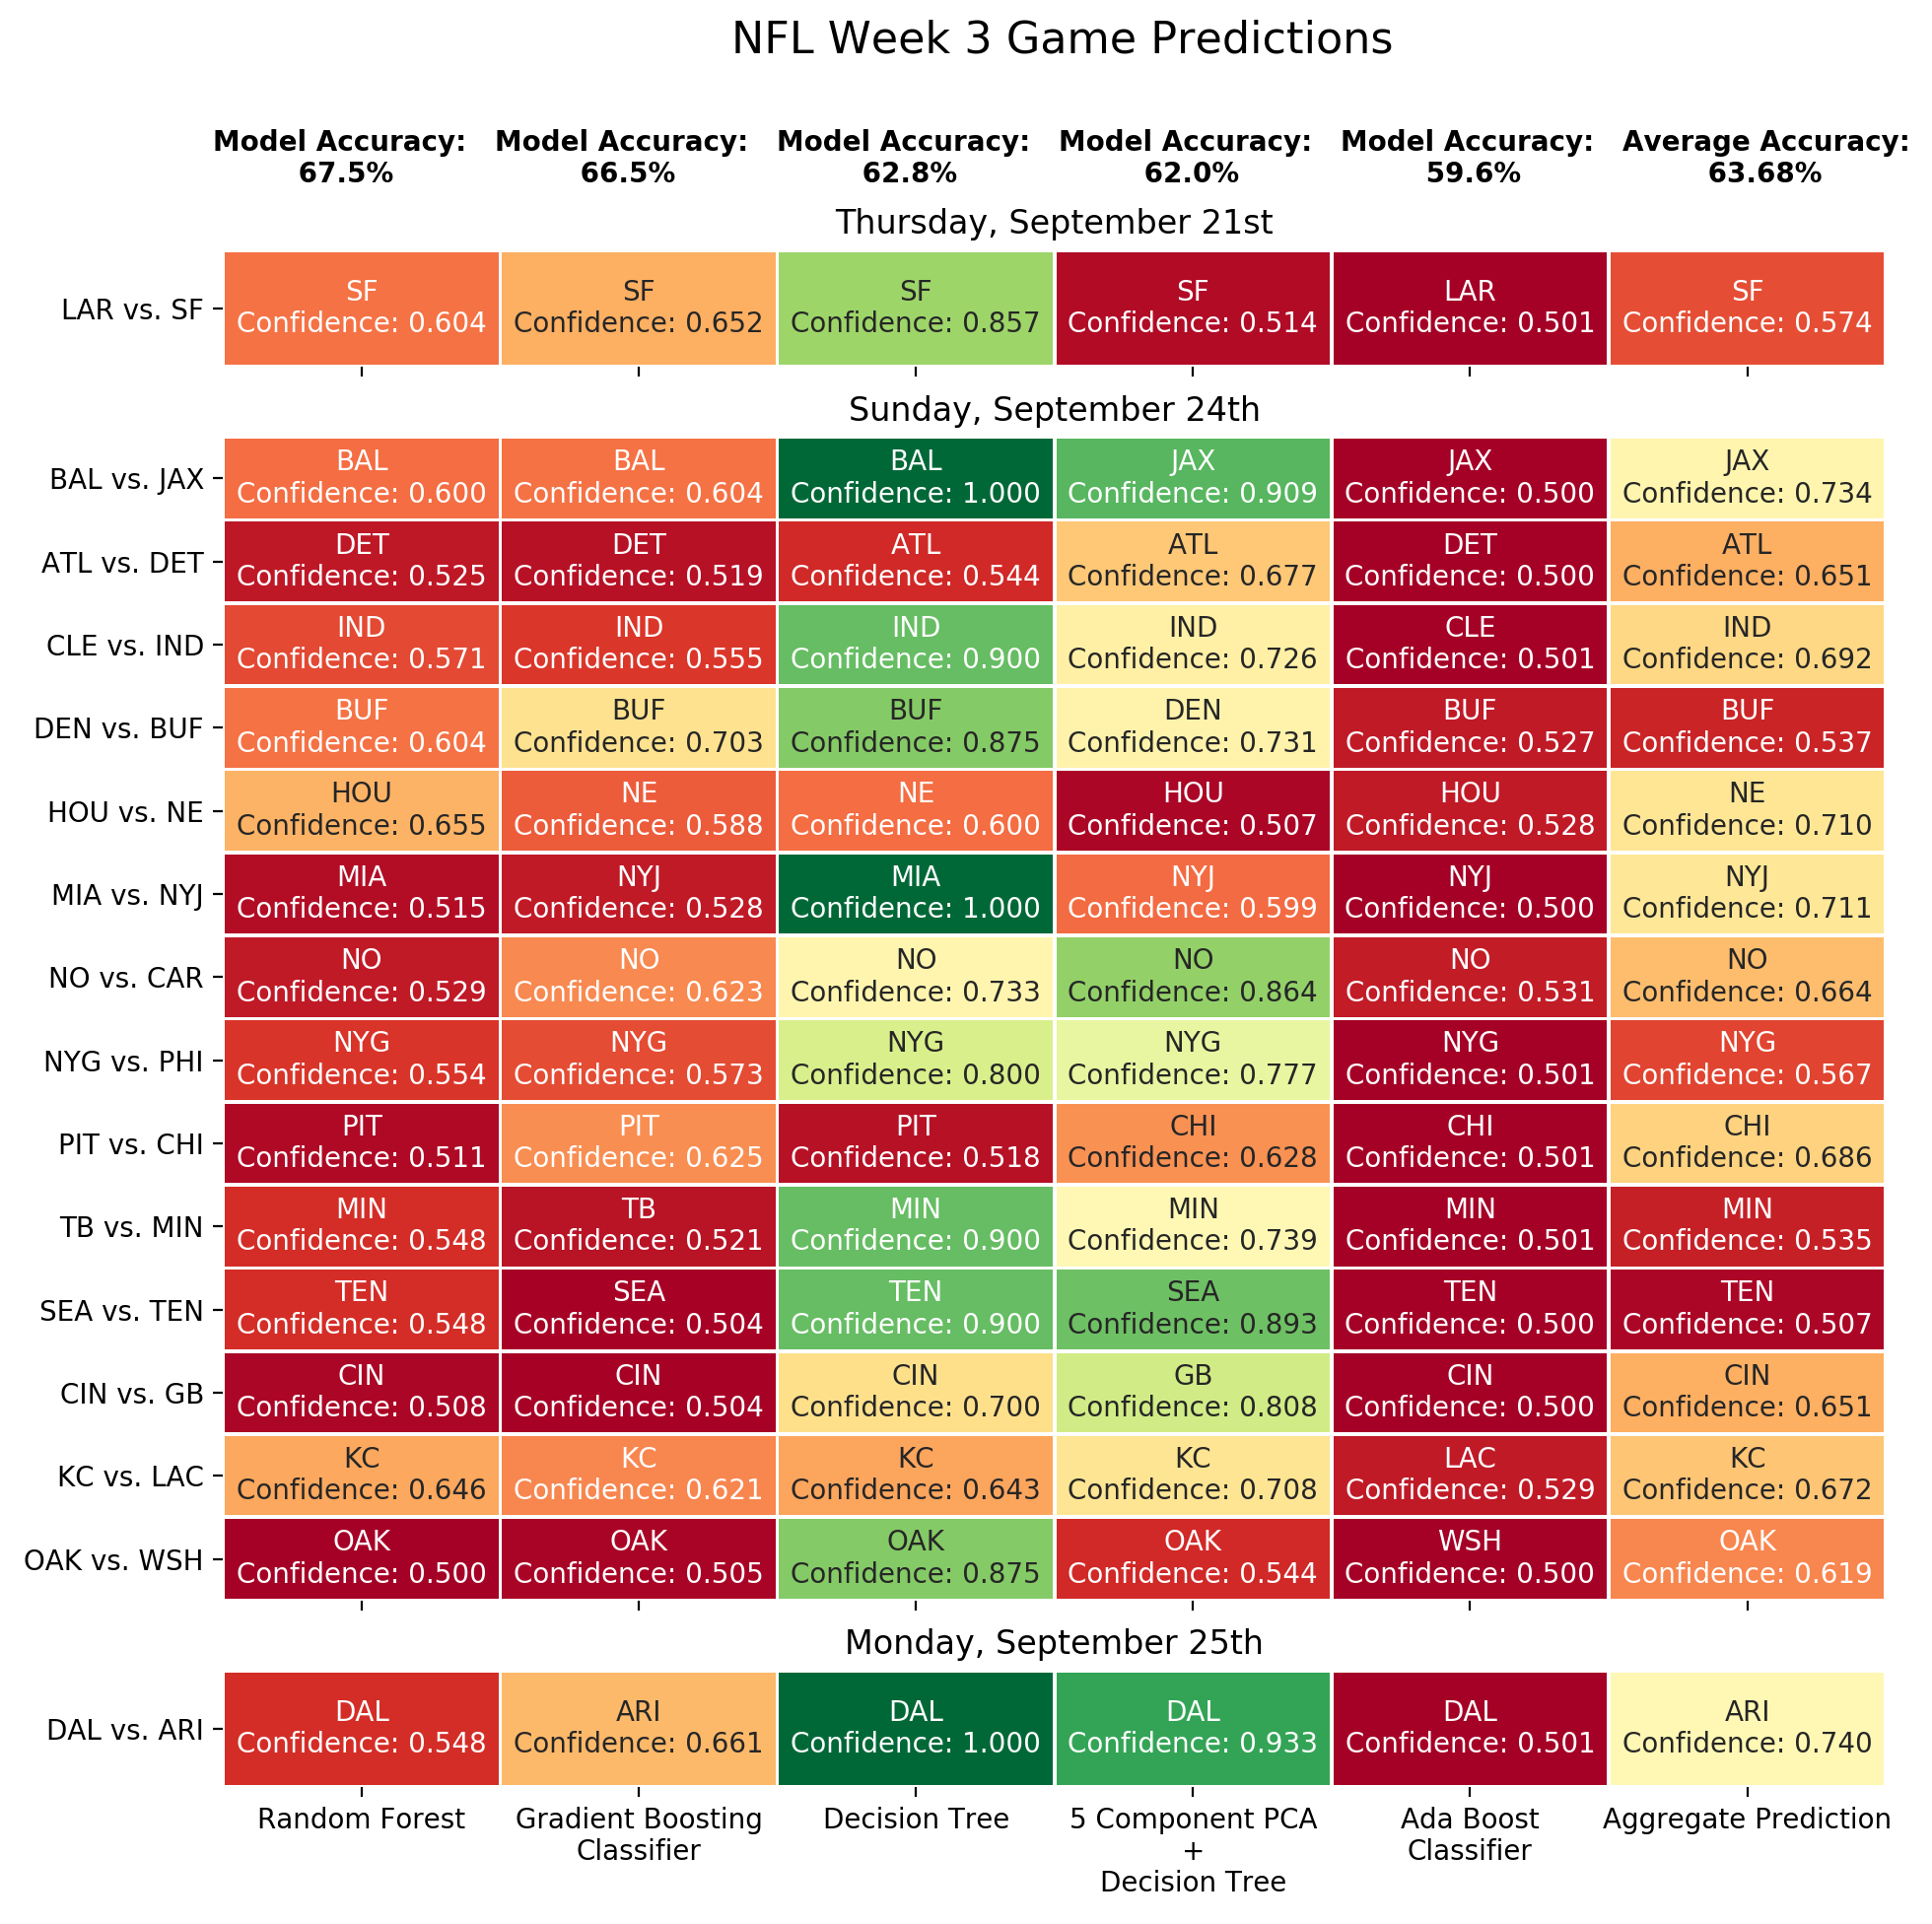 NFL Week 3 Game Predictions
Model Accuracy: Model Accuracy: Model Accuracy: Model Accuracy: Model Accuracy: Average Accuracy:
67.5% 66.5% 62.8% 62.0% 59.6% 63.68%
Thursday, September 21st
SF SF SF SF LAR SF
LAR vs. SF
Confidence: 0.604 Confidence: 0.652 Confidence: 0.857 Confidence: 0.514 Confidence: 0.501 Confidence: 0.574
Sunday, September 24th
BAL BAL BAL JAX JAX JAX
BAL vs. JAX
Confidence: 0.600 Confidence: 0.604 Confidence: 1.000 Confidence: 0.909 Confidence: 0.500 Confidence: 0.734
DET DET ATL ATL DET ATL
ATL vs. DET
Confidence: 0.525 Confidence: 0.519 Confidence: 0.544 Confidence: 0.677 Confidence: 0.500 Confidence: 0.651
IND IND IND IND CLE IND
CLE vs. IND
Confidence: 0.571 Confidence: 0.555 Confidence: 0.900 Confidence: 0.726 Confidence: 0.501 Confidence: 0.692
BUF BUF BUF DEN BUF BUF
DEN vs. BUF
Confidence: 0.604 Confidence: 0.703 Confidence: 0.875 Confidence: 0.731 Confidence: 0.527 Confidence: 0.537
HOU NE NE HOU HOU NE
HOU vs. NE
Confidence: 0.655 Confidence: 0.588 Confidence: 0.600 Confidence: 0.507 Confidence: 0.528 Confidence: 0.710
MIA NYJ MIA NYJ NYJ NYJ
MIA vs. NYJ
Confidence: 0.515 Confidence: 0.528 Confidence: 1.000 Confidence: 0.599 Confidence: 0.500 Confidence: 0.711
NO NO NO NO NO NO
NO vs. CAR
Confidence: 0.529 Confidence: 0.623 Confidence: 0.733 Confidence: 0.864 Confidence: 0.531 Confidence: 0.664
NYG NYG NYG NYG NYG NYG
NYG vs. PHI
Confidence: 0.554 Confidence: 0.573 Confidence: 0.800 Confidence: 0.777 Confidence: 0.501 Confidence: 0.567
PIT PIT PIT CHI CHI CHI
PIT vs. CHI
Confidence: 0.511 Confidence: 0.625 Confidence: 0.518 Confidence: 0.628 Confidence: 0.501 Confidence: 0.686
MIN TB MIN MIN MIN MIN
TB vs. MIN
Confidence: 0.548 Confidence: 0.521 Confidence: 0.900 Confidence: 0.739 Confidence: 0.501 Confidence: 0.535
TEN SEA TEN SEA TEN TEN
SEA vs. TEN
Confidence: 0.548 Confidence: 0.504 Confidence: 0.900 Confidence: 0.893 Confidence: 0.500 Confidence: 0.507
CIN CIN CIN GB CIN CIN
CIN vs. GB
Confidence: 0.508 Confidence: 0.504 Confidence: 0.700 Confidence: 0.808 Confidence: 0.500 Confidence: 0.651
KC KC KC KC LAC KC
KC vs. LAC
Confidence: 0.646 Confidence: 0.621 Confidence: 0.643 Confidence: 0.708 Confidence: 0.529 Confidence: 0.672
OAK OAK OAK OAK WSH OAK
OAK vs. WSH
Confidence: 0.500 Confidence: 0.505 Confidence: 0.875 Confidence: 0.544 Confidence: 0.500 Confidence: 0.619
Monday, September 25th
DAL ARI DAL DAL DAL ARI
DAL vs. ARI
Confidence: 0.548 Confidence: 0.661 Confidence: 1.000 Confidence: 0.933 Confidence: 0.501 Confidence: 0.740
Random Forest Gradient Boosting Decision Tree 5 Component PCA Ada Boost Aggregate Prediction
Classifier + Classifier
Decision Tree